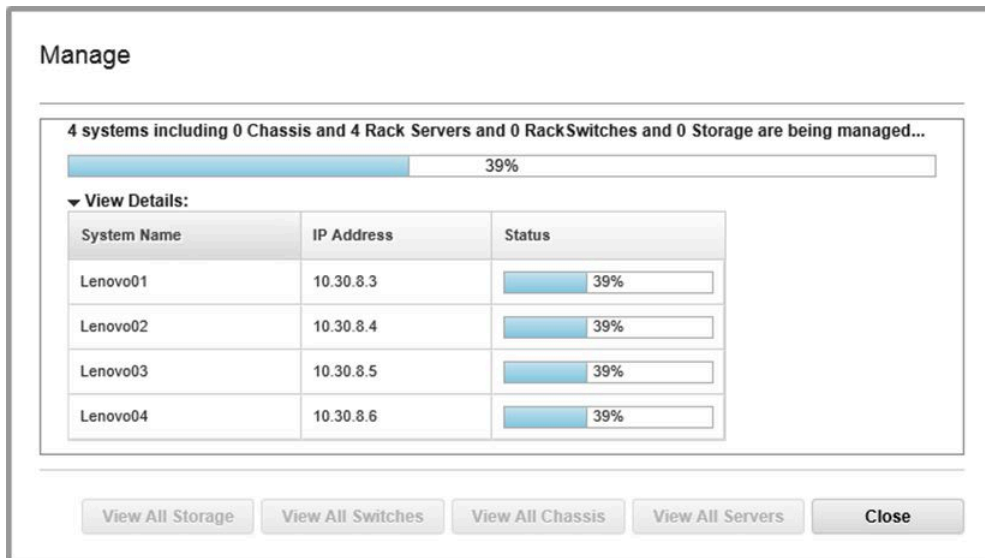 Manage
4 systems including 0 Chassis and 4 Rack Servers and 0 RackSwitches and 0 Storage are being managed...
39%
View Details:
System Name IP Address Status
Lenovo01 10.30.8.3 39%
Lenovo02 10.30.8.4 39%
Lenovo03 10.30.8.5 39%
Lenovo04 10.30.8.6 39%
View All Storage View All Switches View All Chassis View All Servers Close